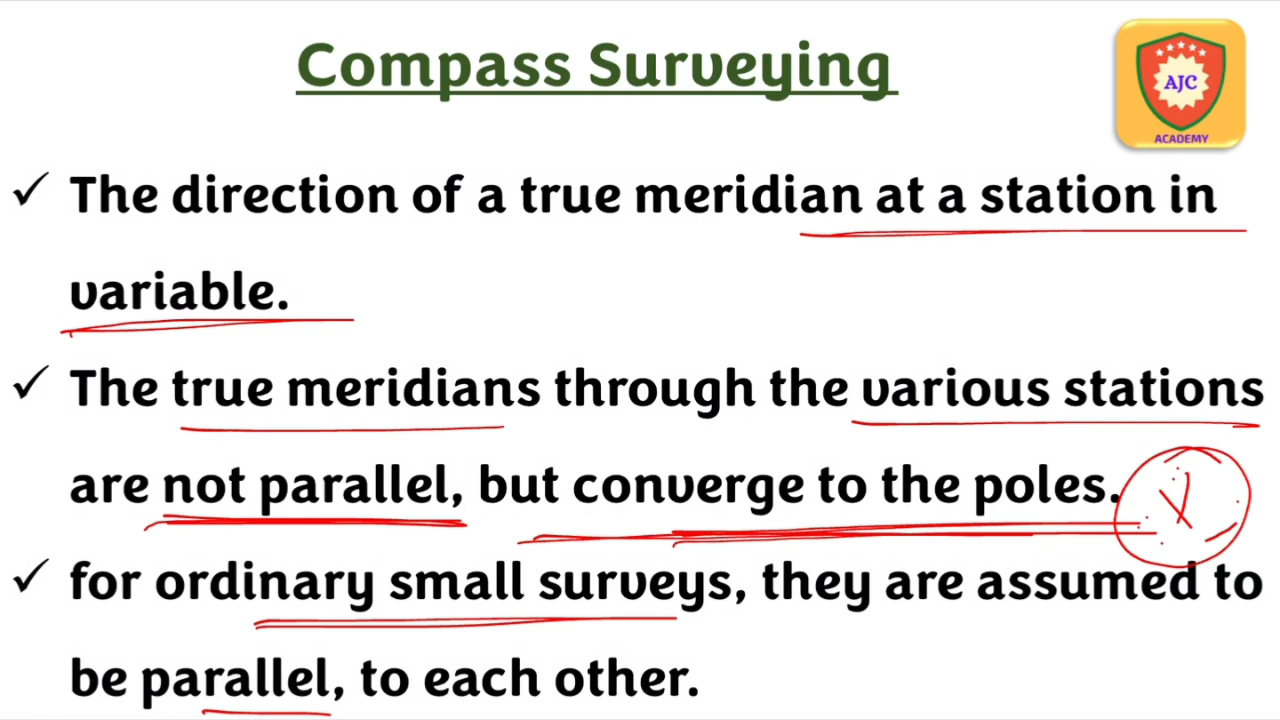 Compass Surveying
AJC
ACADEMY
✓ The direction of a true meridian at a station in
variable.
✓ The true meridians through the various stations
are not parallel, but converge to the poles.
✓ for ordinary small surveys, they are assumed to
be parallel, to each other.